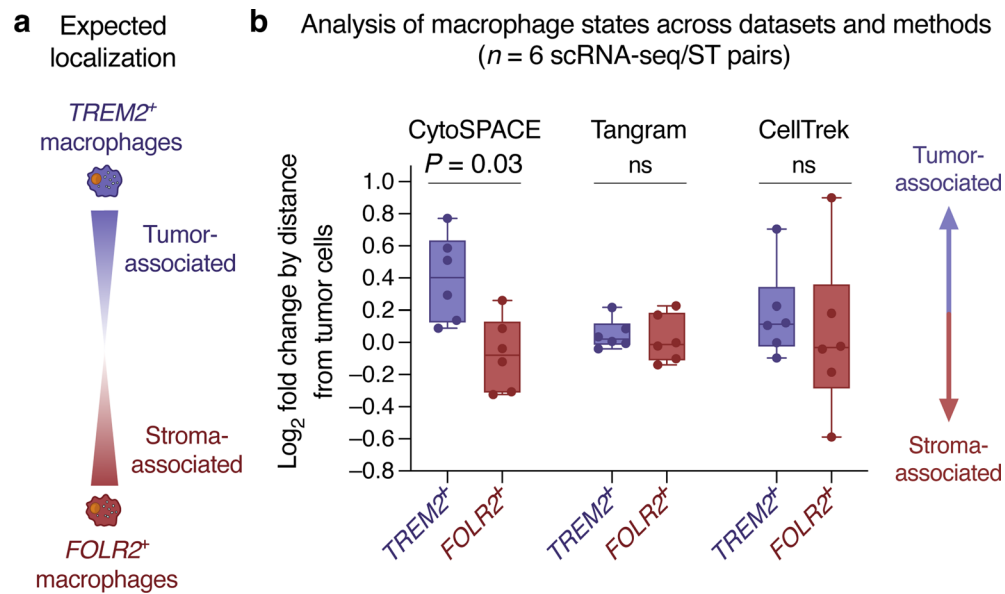 a
Expected
localization
TREM2⁺
macrophages
Tumor-
associated
Stroma-
associated
FOLR2⁺
macrophages
b
Analysis of macrophage states across datasets and methods
(n = 6 scRNA-seq/ST pairs)
CytoSPACE
Tangram
CellTrek
P = 0.03
ns
ns
Log₂ fold change by distance
from tumor cells
1.0
0.8
0.6
0.4
0.2
0.0
–0.2
–0.4
–0.6
–0.8
TREM2⁺
FOLR2⁺
TREM2⁺
FOLR2⁺
TREM2⁺
FOLR2⁺
Tumor-
associated
Stroma-
associated